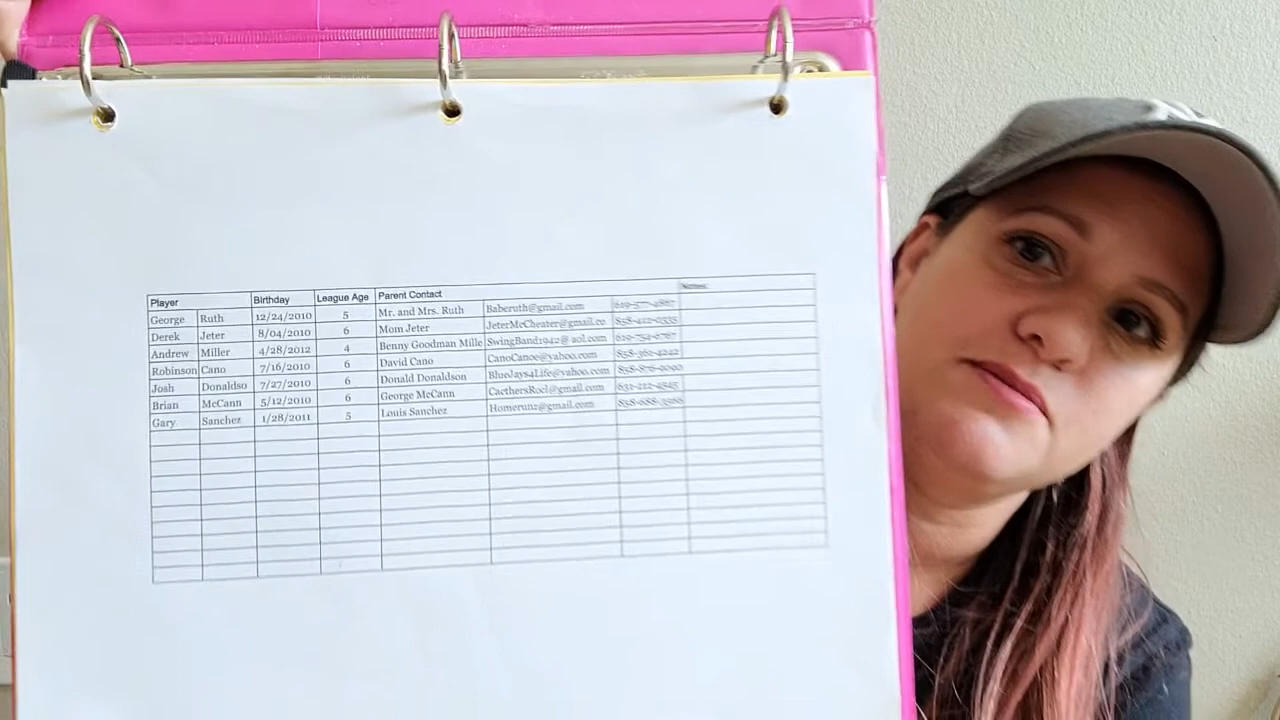 Player Birthday League Age Parent Contact Notes:
George Ruth 12/24/2010 5 Mr. and Mrs. Ruth Baberuth@gmail.com
Derek Jeter 8/04/2010 6 Mom Jeter JeterMcCheater@gmail.co
Andrew Miller 4/28/2012 4 Benny Goodman Mille SwingBand1942@aol.com
Robinson Cano 7/16/2010 6 David Cano CanoCanoe@yahoo.com
Josh Donaldso 7/27/2010 6 Donald Donaldson BlueJays4Life@yahoo.com
Brian McCann 5/12/2010 6 George McCann CacthersRocl@gmail.com
Gary Sanchez 1/28/2011 5 Louis Sanchez